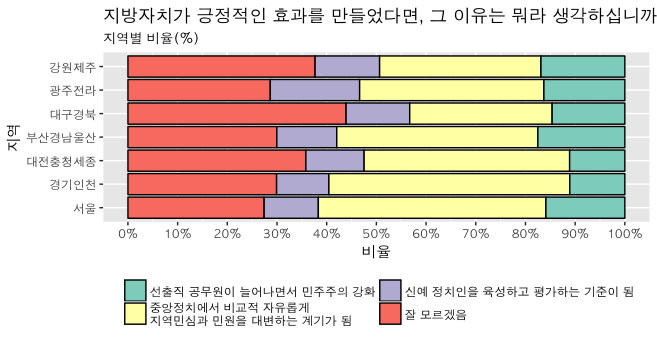 지방자치가 긍정적인 효과를 만들었다면, 그 이유는 뭐라 생각하십니까
지역별 비율(%)
지역
강원제주
광주전라
대구경북
부산경남울산
대전충청세종
경기인천
서울
0% 10% 20% 30% 40% 50% 60% 70% 80% 90% 100%
비율
선출직 공무원이 늘어나면서 민주주의 강화
신예 정치인을 육성하고 평가하는 기준이 됨
중앙정치에서 비교적 자유롭게
지역민심과 민원을 대변하는 계기가 됨
잘 모르겠음